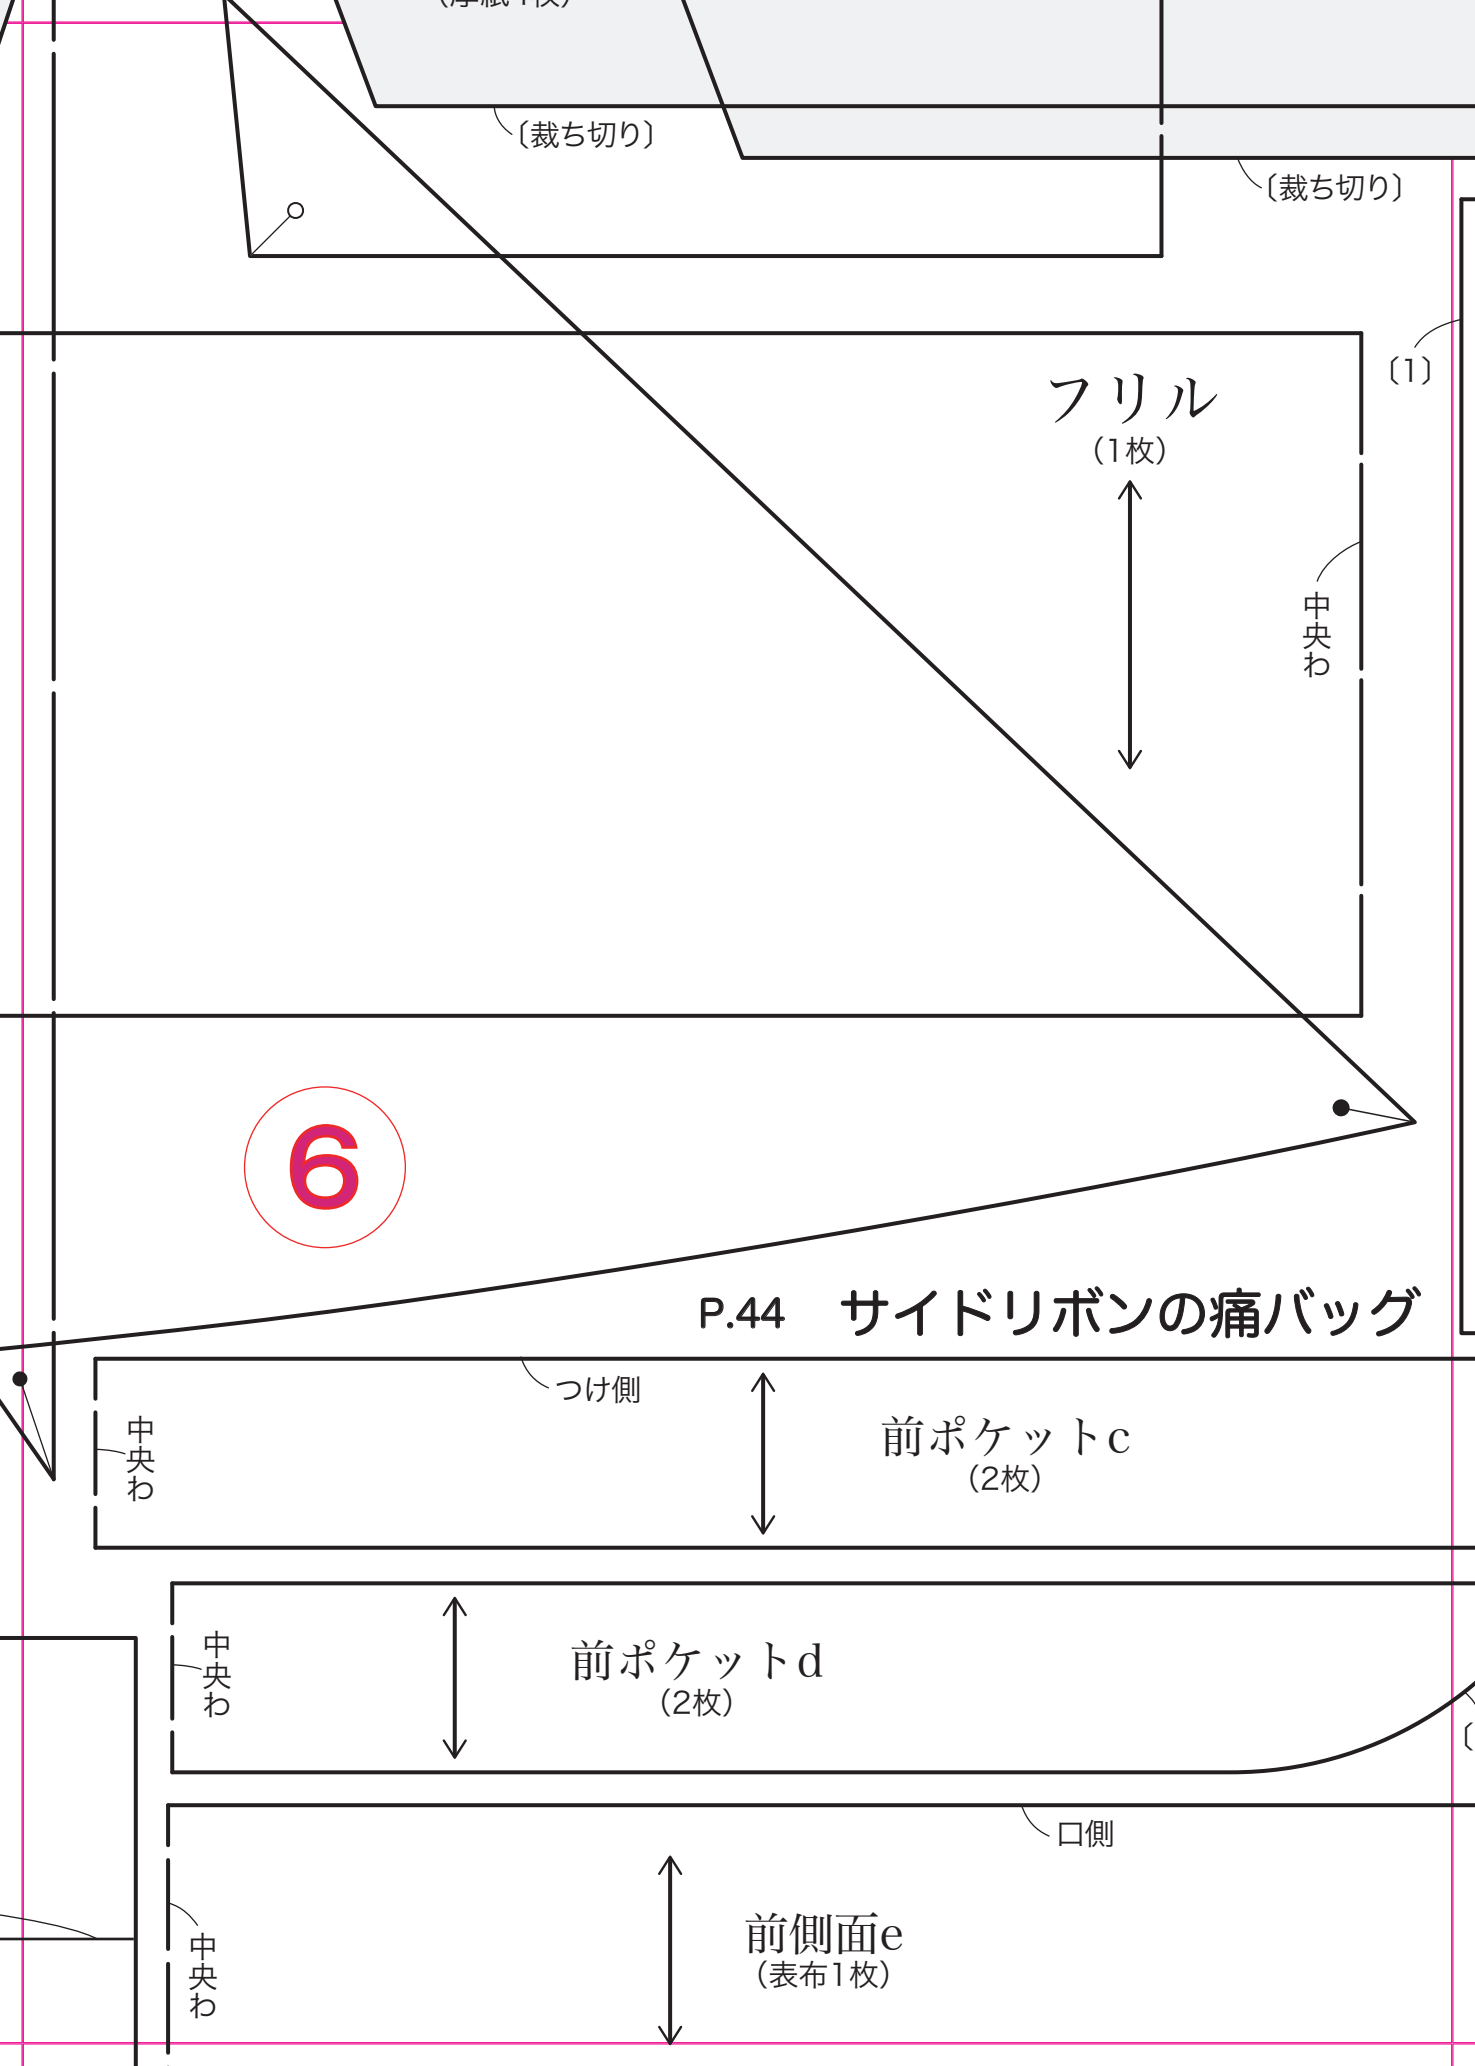 〔裁ち切り〕
〔裁ち切り〕
〔1〕
フリル
（1枚）
中央わ
6
P.44 サイドリボンの痛バッグ
つけ側
中央わ
前ポケットc
（2枚）
中央わ
前ポケットd
（2枚）
口側
中央わ
前側面e
（表布1枚）